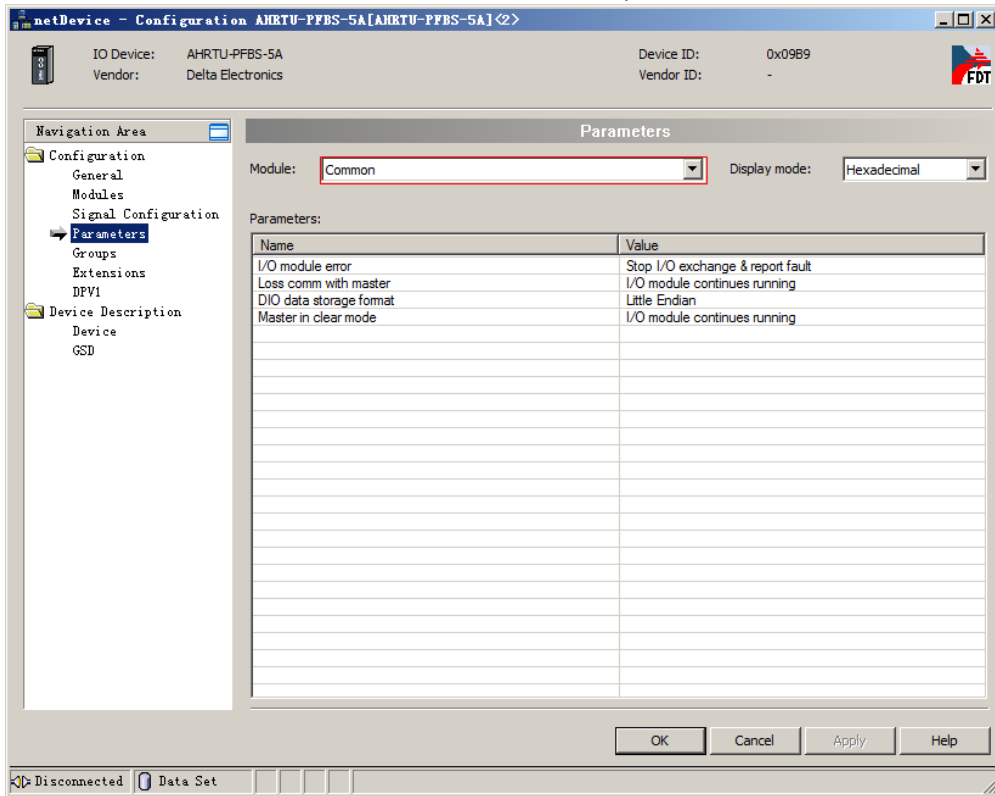 netDevice - Configuration AHRTU-PFBS-5A[AHRTU-PFBS-5A]<2>
IO Device: AHRTU-PFBS-5A Device ID: 0x09B9
Vendor: Delta Electronics Vendor ID: -
FDT
Navigation Area
Configuration
General
Modules
Signal Configuration
Parameters
Groups
Extensions
DPV1
Device Description
Device
GSD
Parameters
Module: Common Display mode: Hexadecimal
Parameters:
Name Value
I/O module error Stop I/O exchange & report fault
Loss comm with master I/O module continues running
DIO data storage format Little Endian
Master in clear mode I/O module continues running
OK Cancel Apply Help
Disconnected Data Set